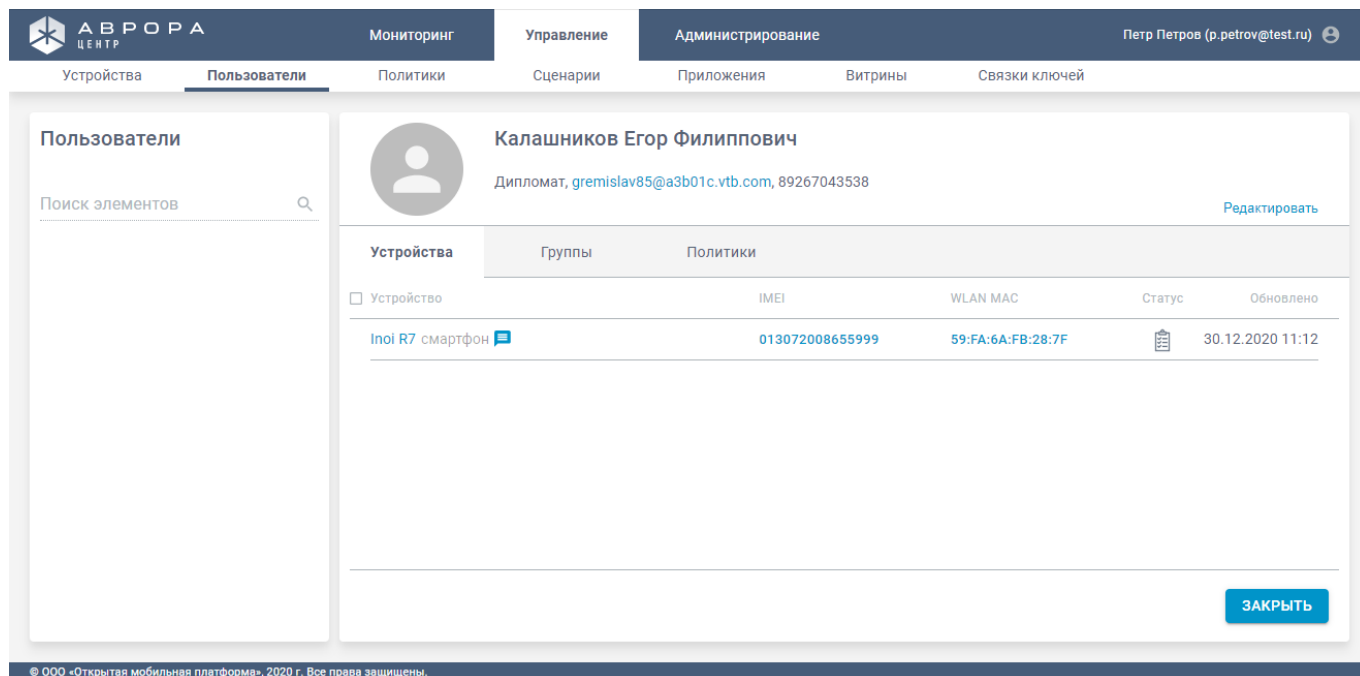 АВРОРА
ЦЕНТР
Мониторинг Управление Администрирование Петр Петров (p.petrov@test.ru)
Устройства Пользователи Политики Сценарии Приложения Витрины Связки ключей
Пользователи
Поиск элементов
Калашников Егор Филиппович
Дипломат, gremislav85@a3b01c.vtb.com, 89267043538
Редактировать
Устройства Группы Политики
Устройство IMEI WLAN MAC Статус Обновлено
Inoi R7 смартфон 013072008655999 59:FA:6A:FB:28:7F 30.12.2020 11:12
ЗАКРЫТЬ
© ООО «Открытая мобильная платформа», 2020 г. Все права защищены.